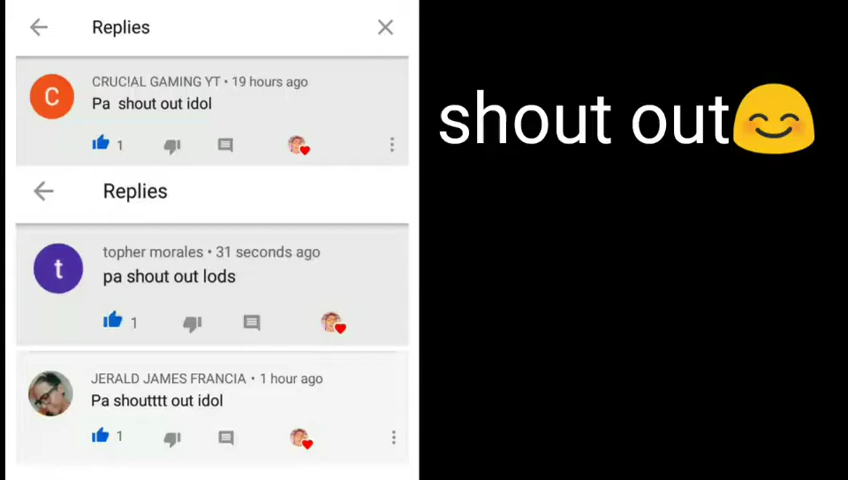 Replies
CRUCIAL GAMING YT • 19 hours ago
Pa shout out idol
1
Replies
topher morales • 31 seconds ago
pa shout out lods
1
JERALD JAMES FRANCIA • 1 hour ago
Pa shoutttt out idol
1
shout out😊
C
t